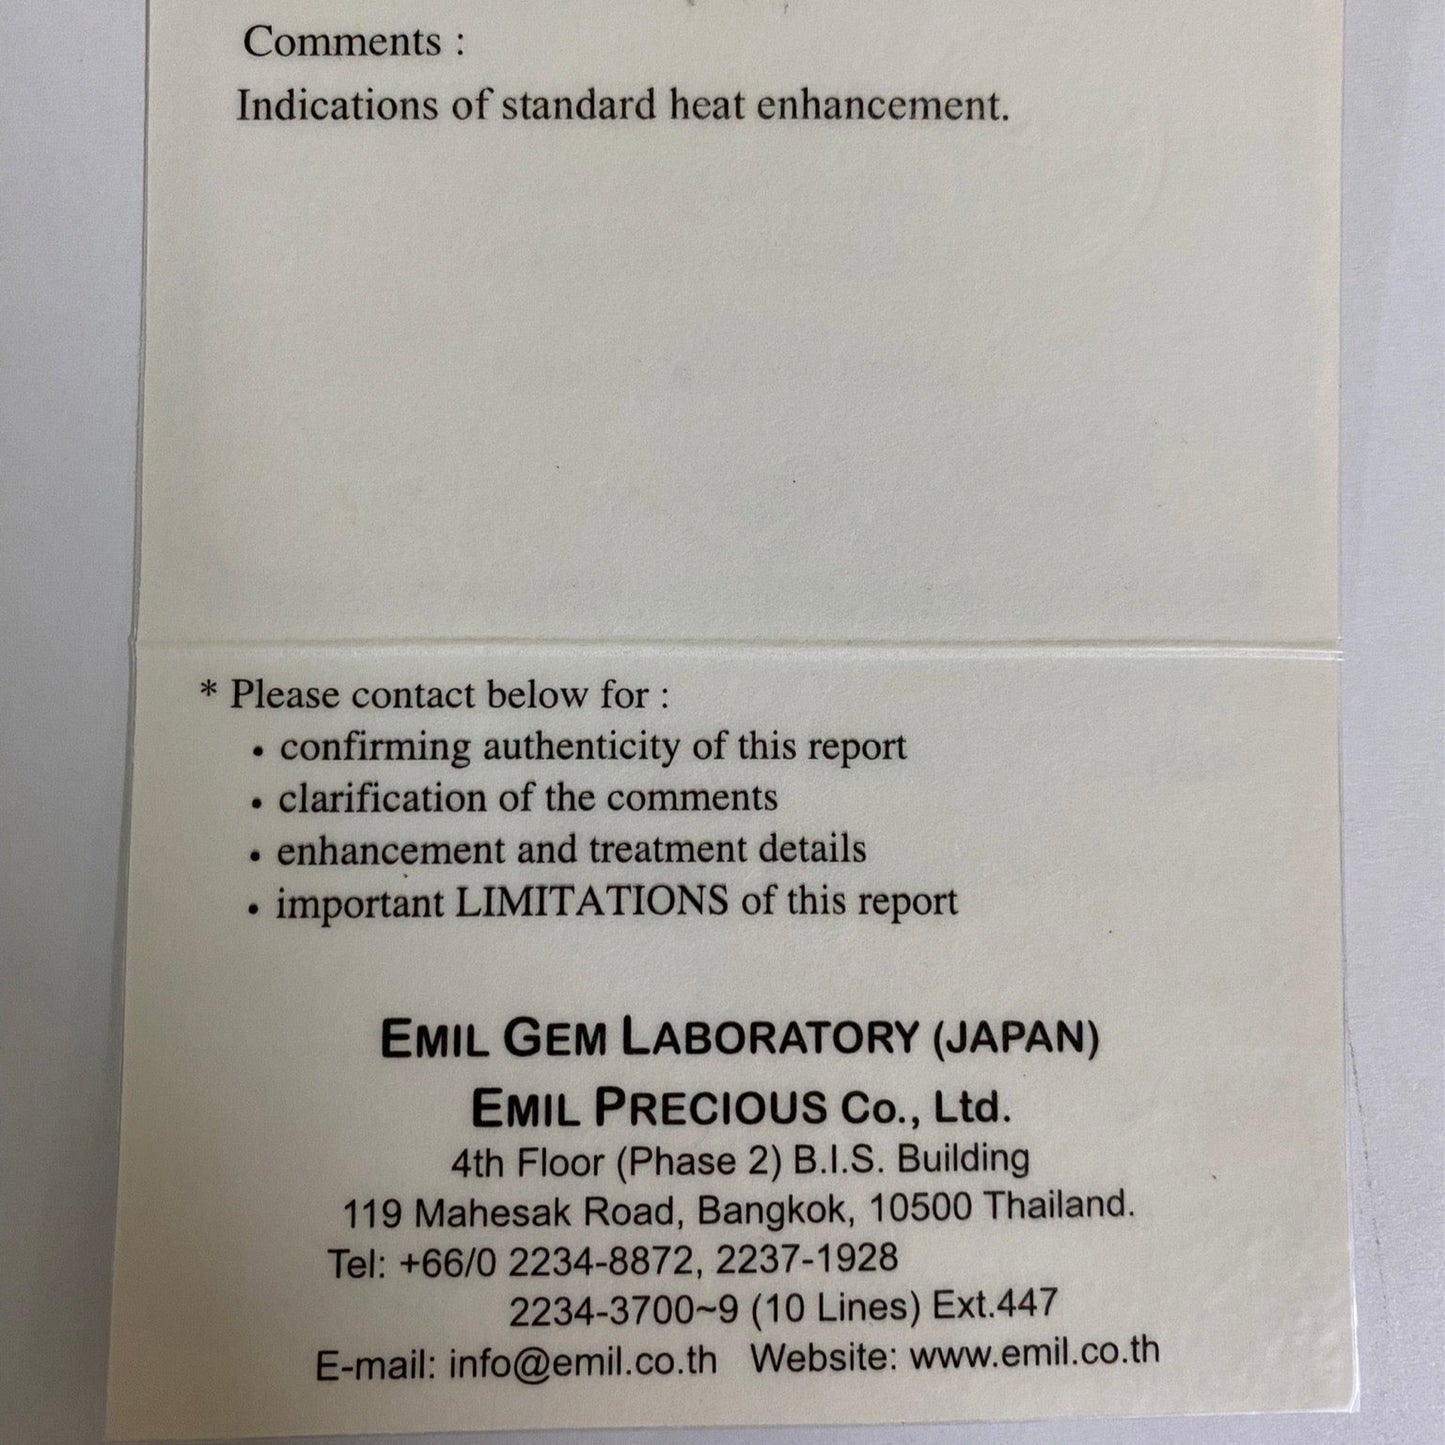 Comments :
Indications of standard heat enhancement.
* Please contact below for :
• confirming authenticity of this report
• clarification of the comments
• enhancement and treatment details
• important LIMITATIONS of this report
EMIL GEM LABORATORY (JAPAN)
EMIL PRECIOUS Co., Ltd.
4th Floor (Phase 2) B.I.S. Building
119 Mahesak Road, Bangkok, 10500 Thailand.
Tel: +66/0 2234-8872, 2237-1928
2234-3700~9 (10 Lines) Ext.447
E-mail: info@emil.co.th Website: www.emil.co.th